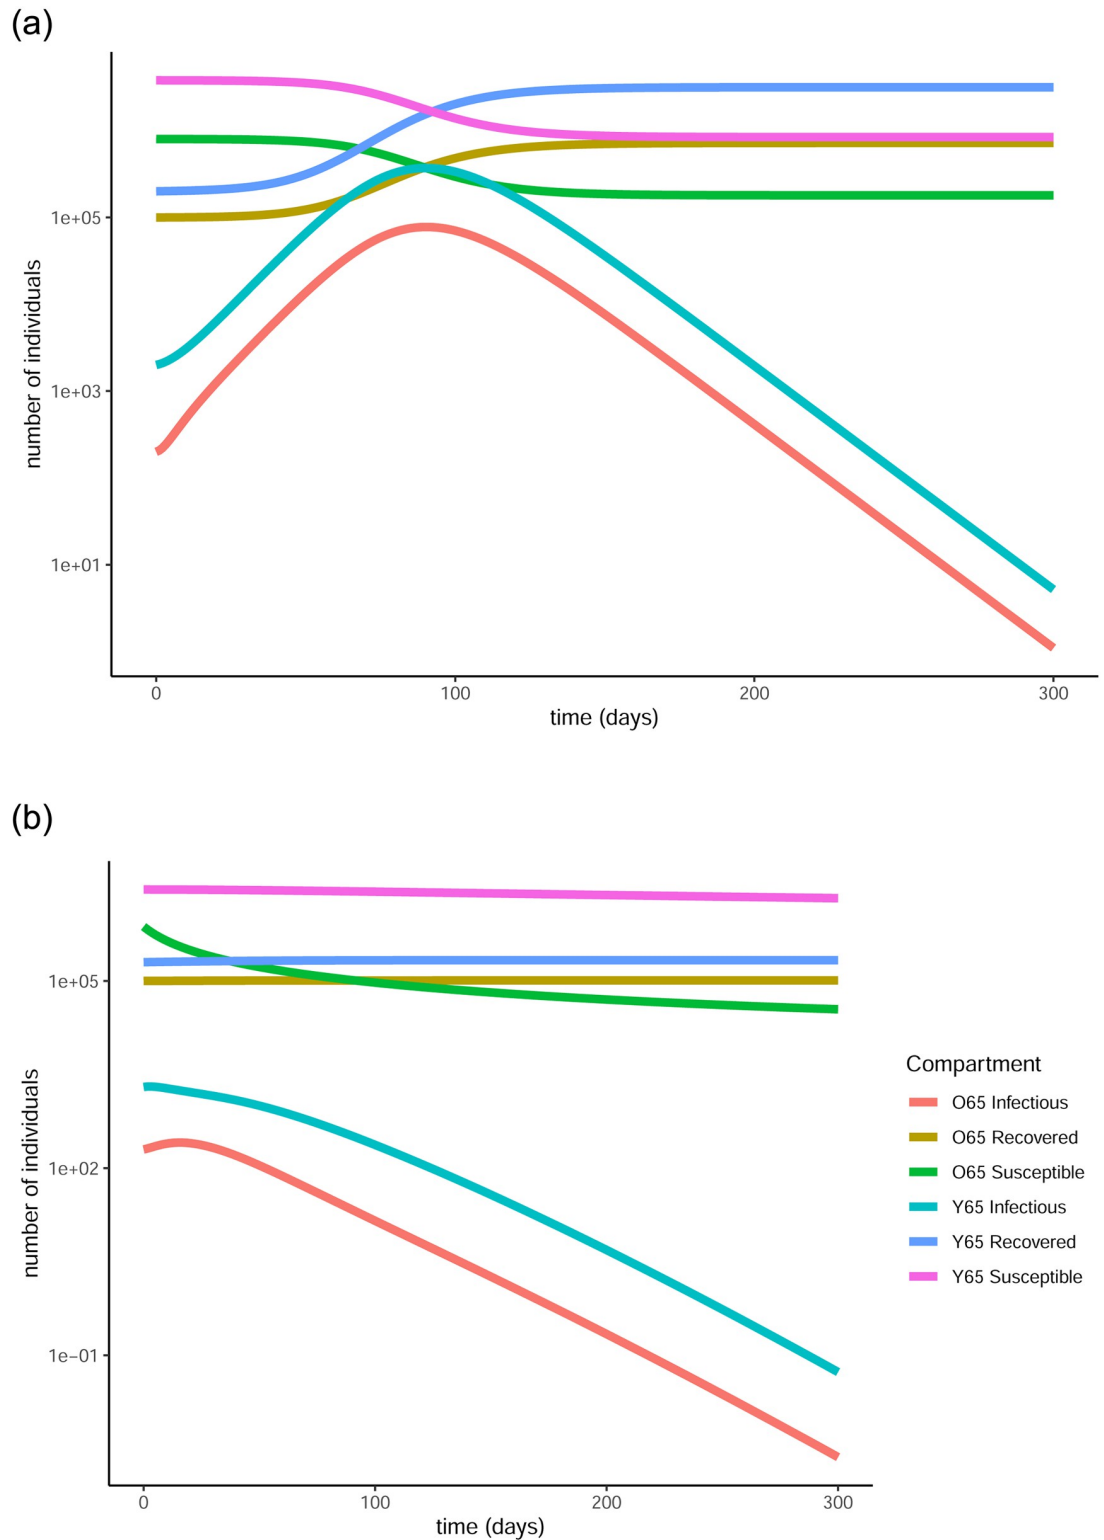 (a)
number of individuals
1e+05
1e+03
1e+01
0
100
200
300
time (days)
(b)
number of individuals
1e+05
1e+02
1e−01
0
100
200
300
time (days)
Compartment
O65 Infectious
O65 Recovered
O65 Susceptible
Y65 Infectious
Y65 Recovered
Y65 Susceptible